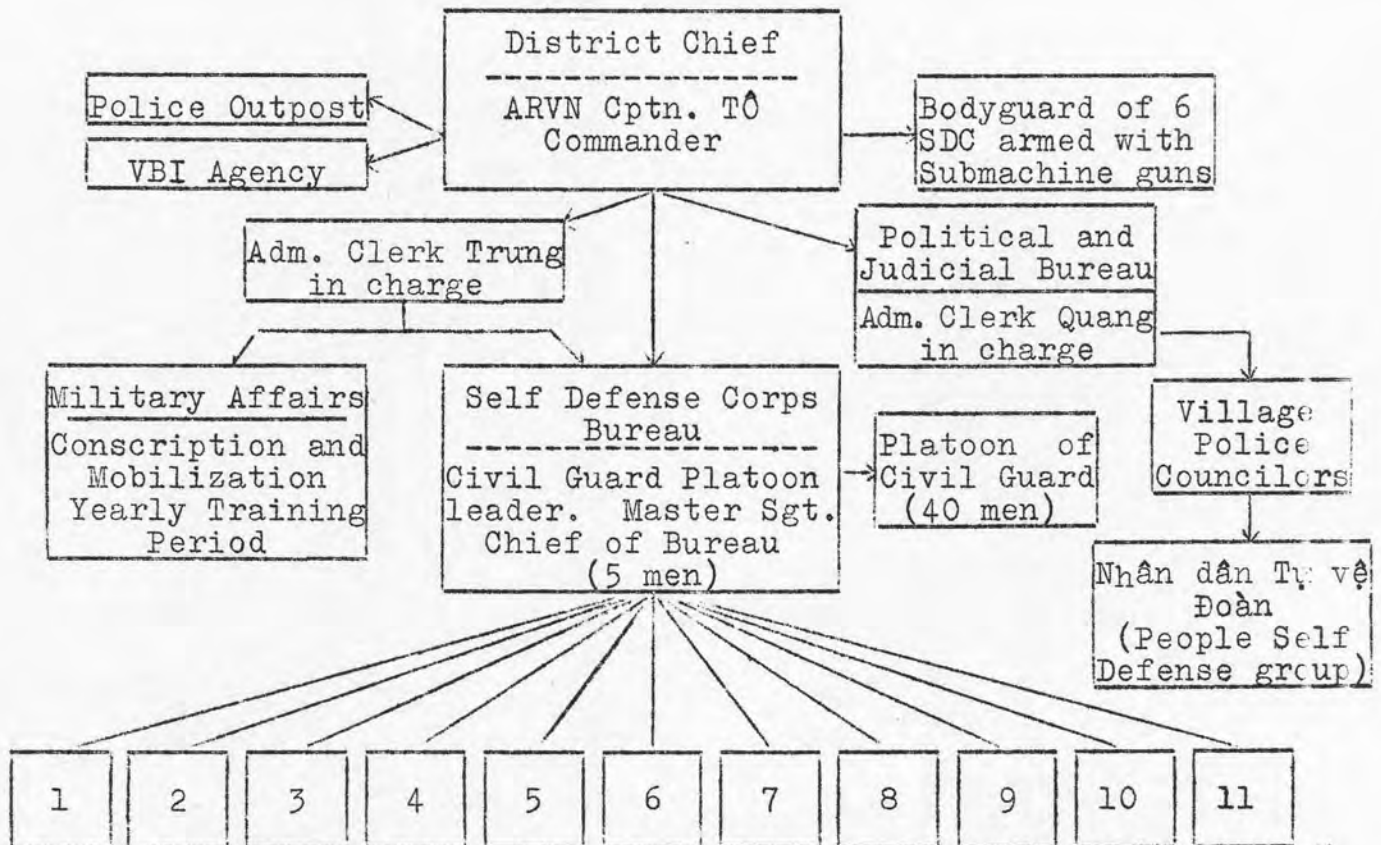 District Chief
ARVN Cptn. TÔ
Commander
Police Outpost
VBI Agency
Bodyguard of 6
SDC armed with
Submachine guns
Adm. Clerk Trung
in charge
Political and
Judicial Bureau
Adm. Clerk Quang
in charge
Military Affairs
Conscription and
Mobilization
Yearly Training
Period
Self Defense Corps
Bureau
Civil Guard Platoon
leader. Master Sgt.
Chief of Bureau
(5 men)
Platoon of
Civil Guard
(40 men)
Village
Police
Councilors
Nhân dân Tự vệ
Đoàn
(People Self
Defense group)
1 2 3 4 5 6 7 8 9 10 11